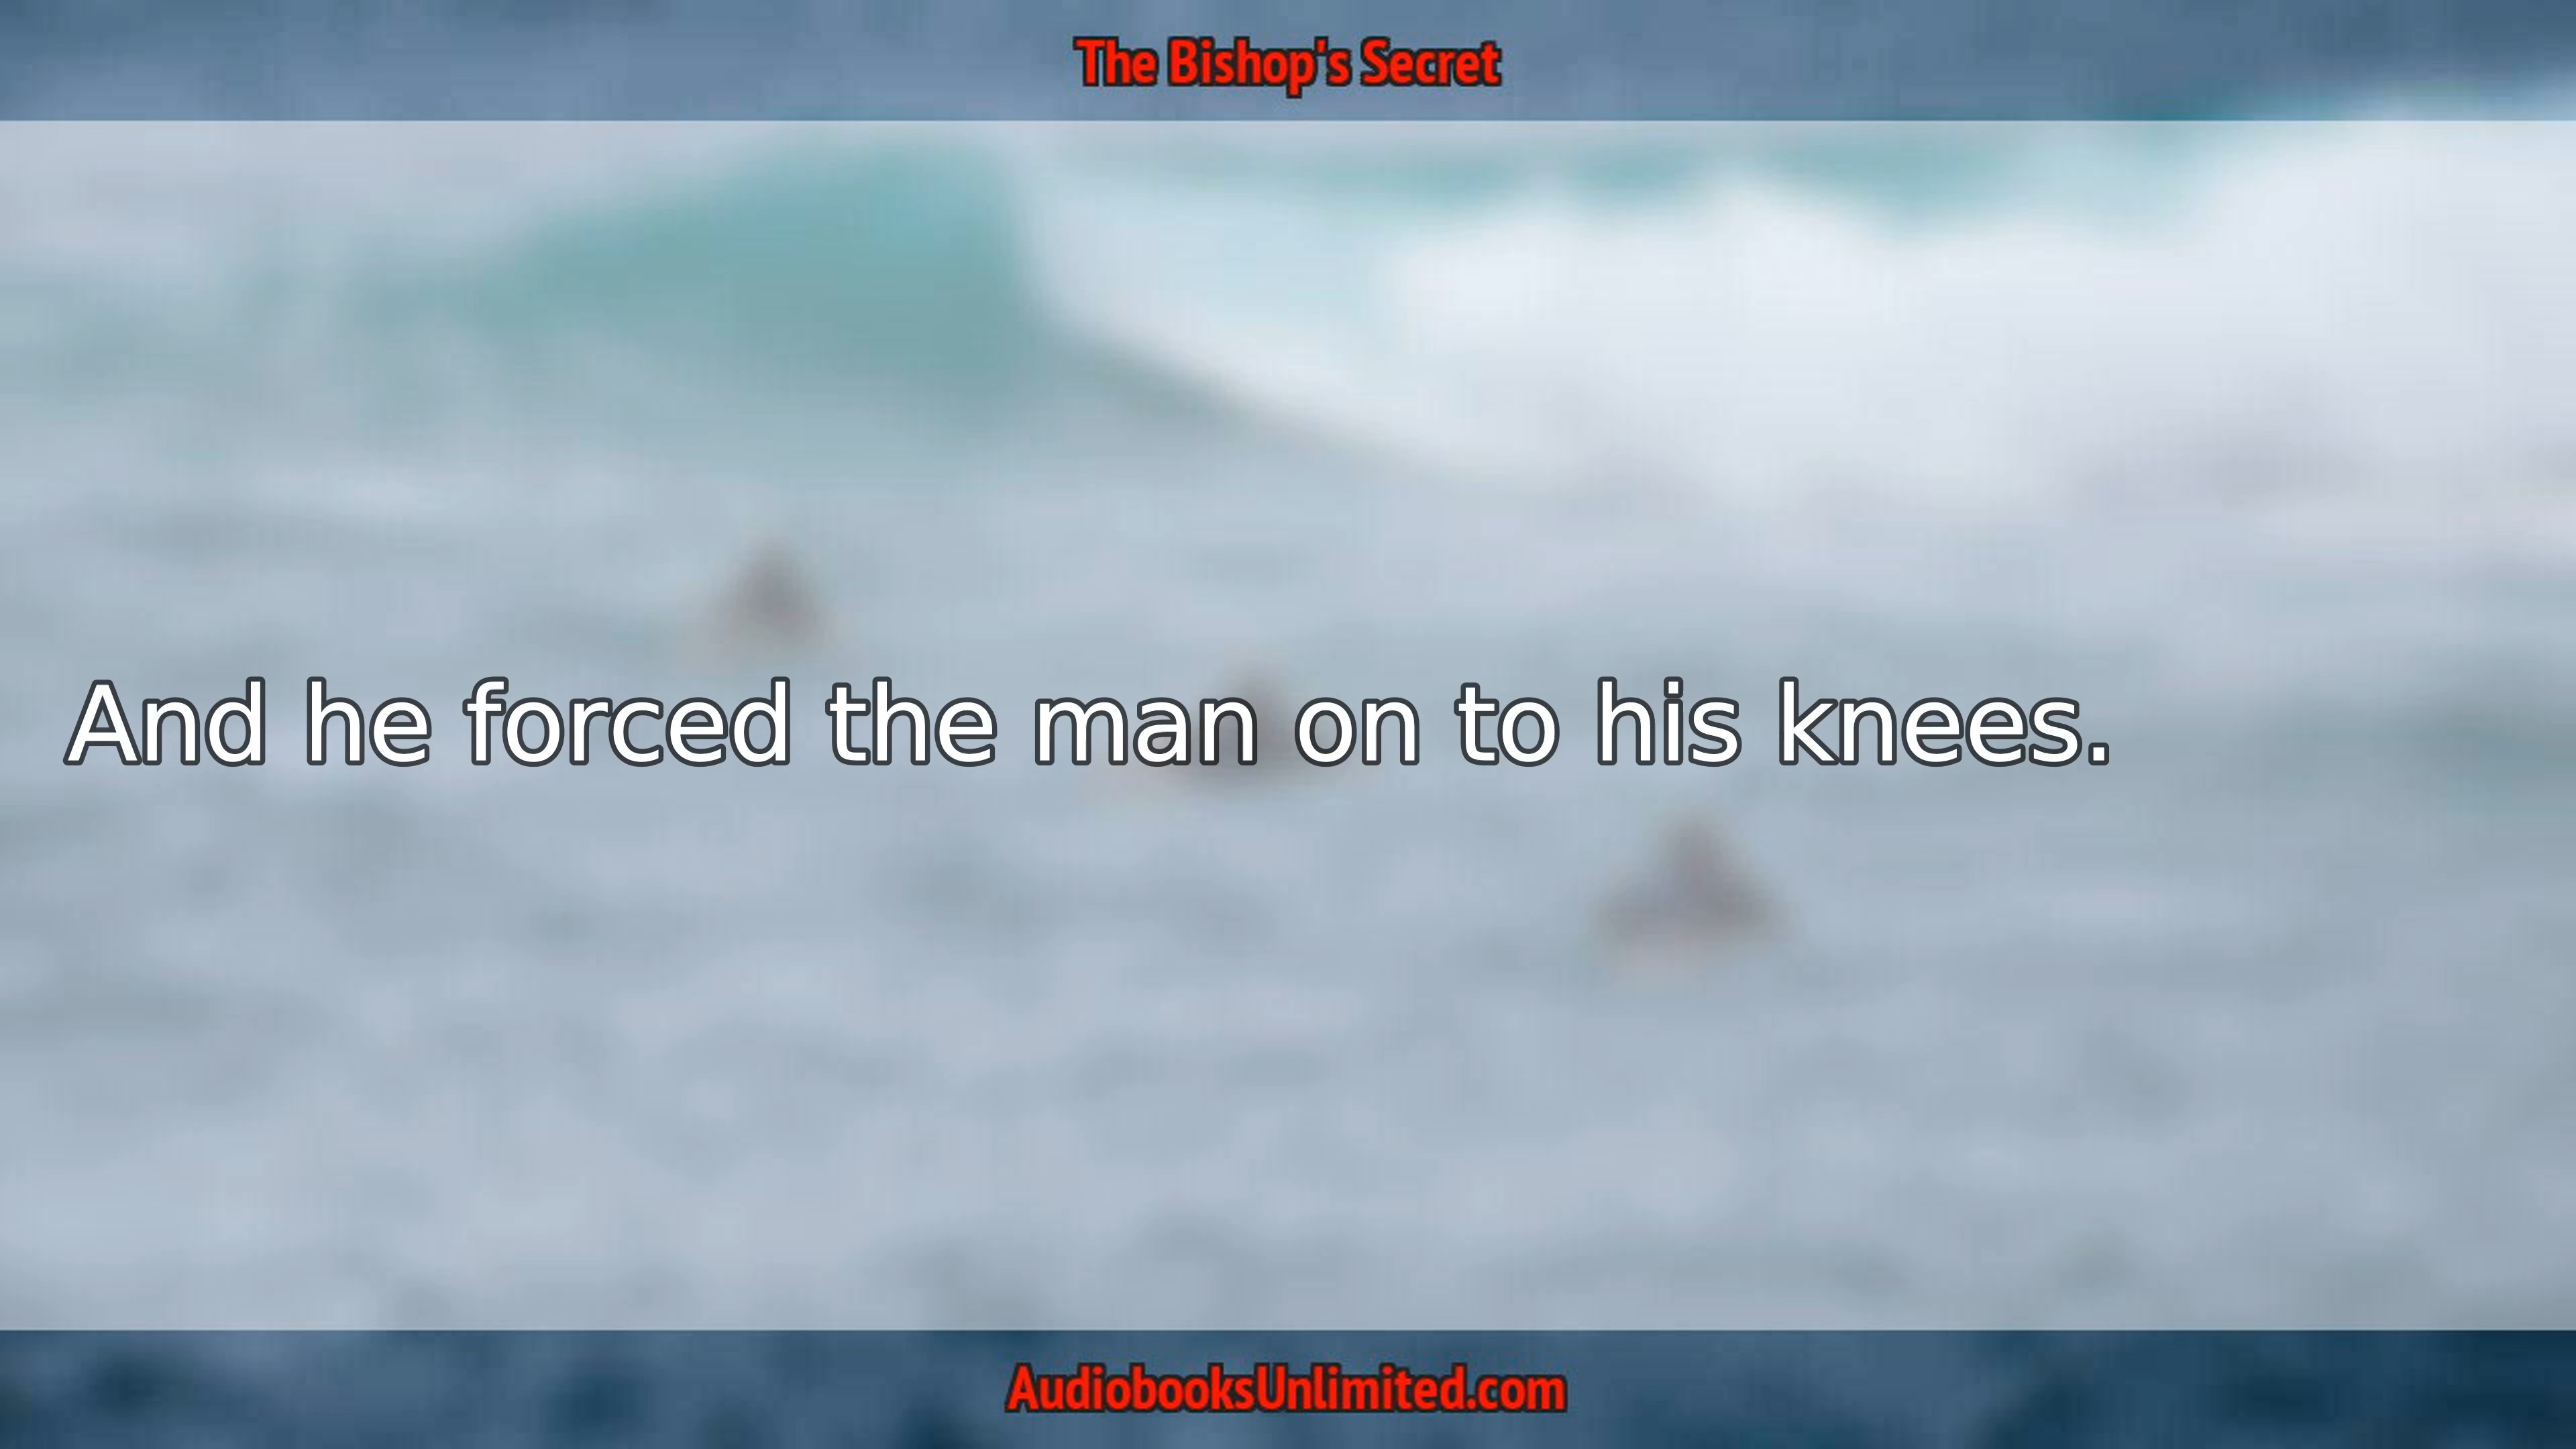 The Bishop's Secret
And he forced the man on to his knees.
AudiobooksUnlimited.com